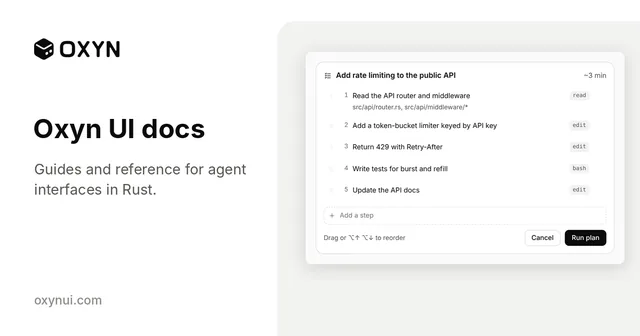 OXYN
Oxyn UI docs
Guides and reference for agent
interfaces in Rust.
oxynui.com
Add rate limiting to the public API
~3 min
1 Read the API router and middleware
read
src/api/router.rs, src/api/middleware/*
2 Add a token-bucket limiter keyed by API key
edit
3 Return 429 with Retry-After
edit
4 Write tests for burst and refill
bash
5 Update the API docs
edit
+ Add a step
Drag or ⌥↑ ⌥↓ to reorder
Cancel
Run plan